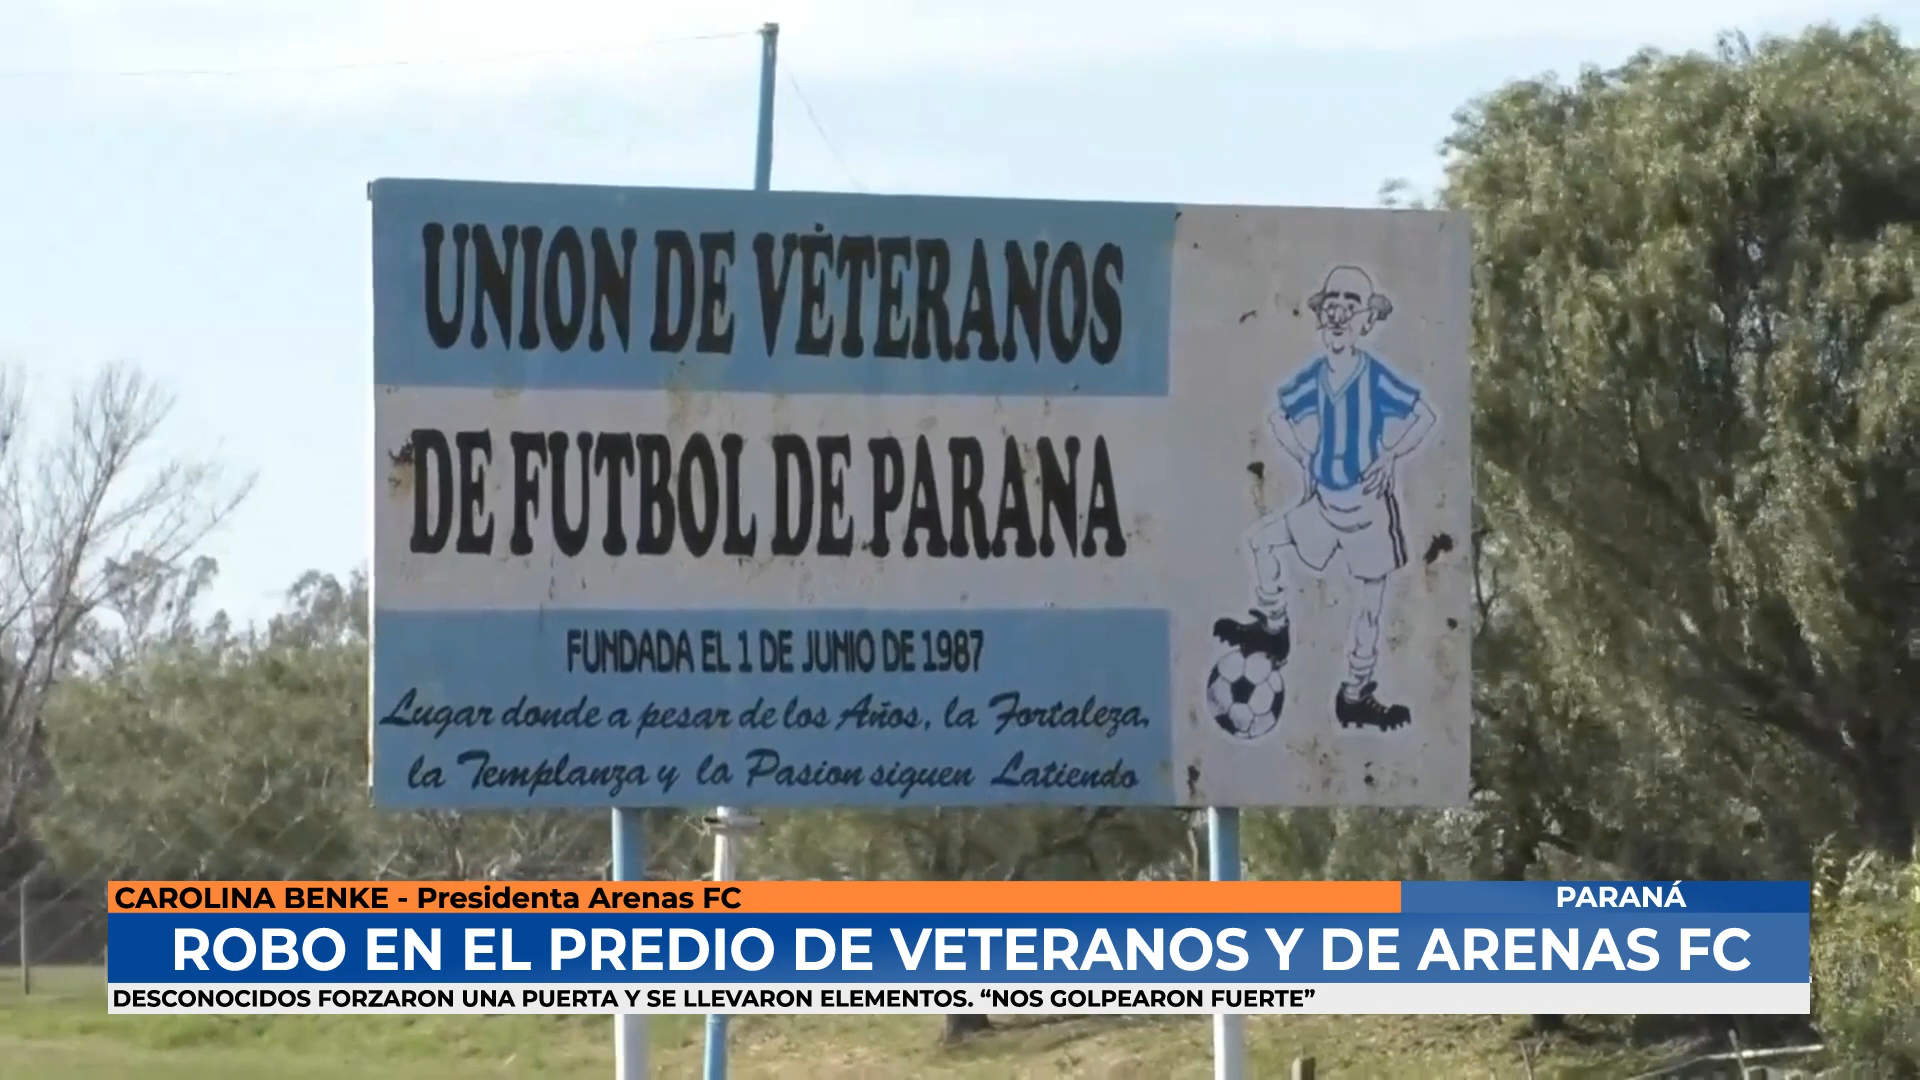 UNION DE VETERANOS
DE FUTBOL DE PARANA
FUNDADA EL 1 DE JUNIO DE 1987
Lugar donde a pesar de los Años, la Fortaleza,
la Templanza y la Pasion siguen Latiendo
CAROLINA BENKE - Presidenta Arenas FC
PARANÁ
ROBO EN EL PREDIO DE VETERANOS Y DE ARENAS FC
DESCONOCIDOS FORZARON UNA PUERTA Y SE LLEVARON ELEMENTOS. “NOS GOLPEARON FUERTE”